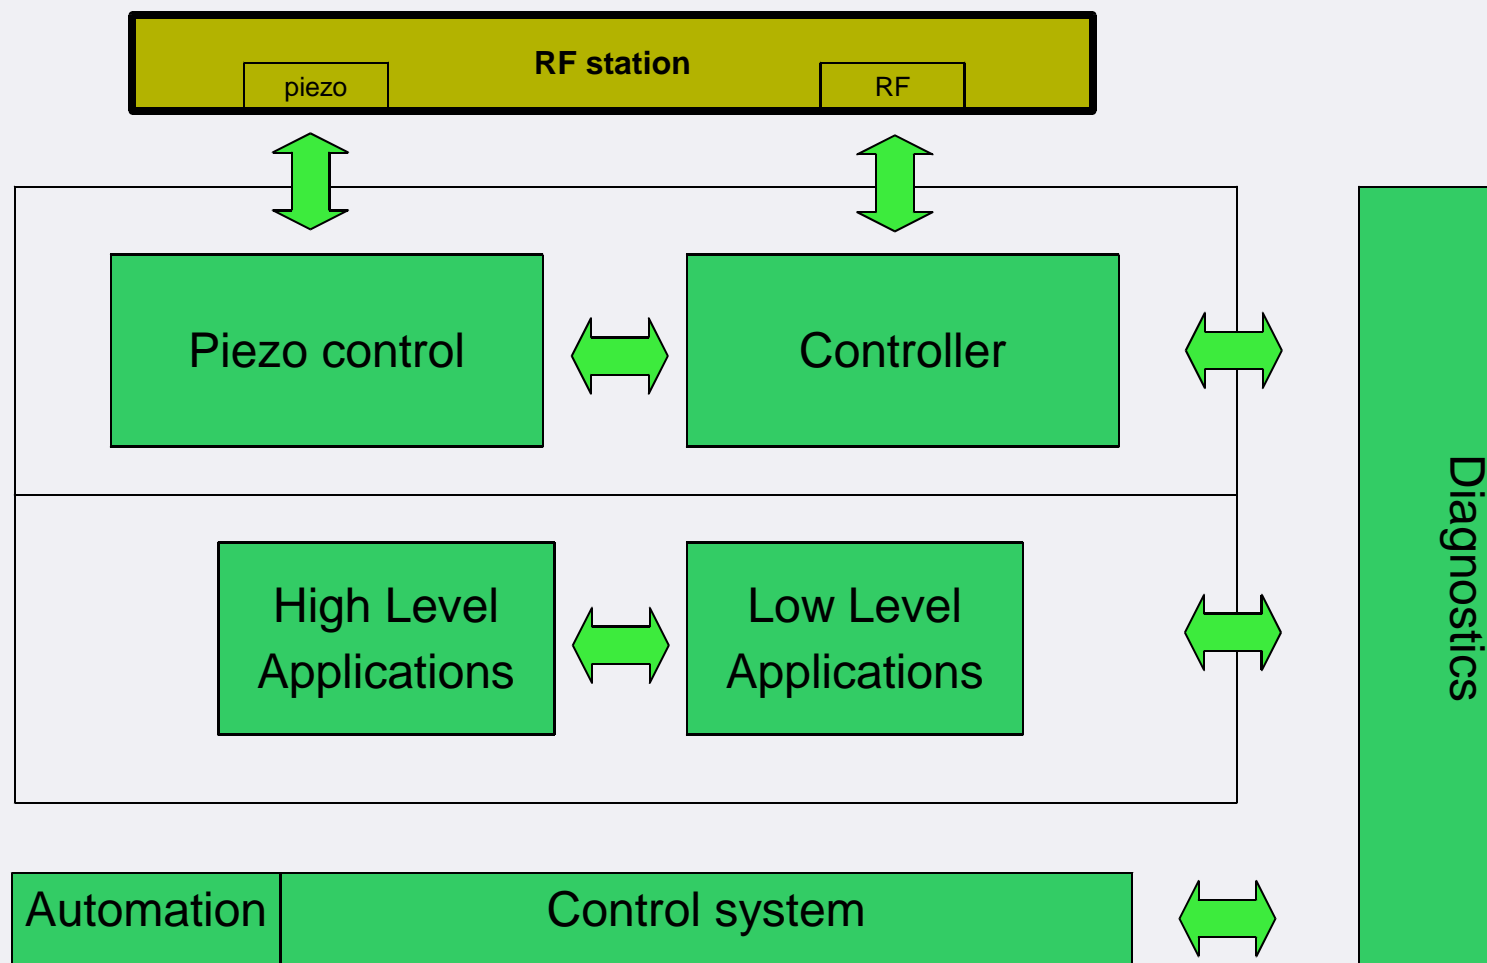 RF station
piezo
RF
Piezo control
Controller
High Level
Applications
Low Level
Applications
Diagnostics
Automation
Control system